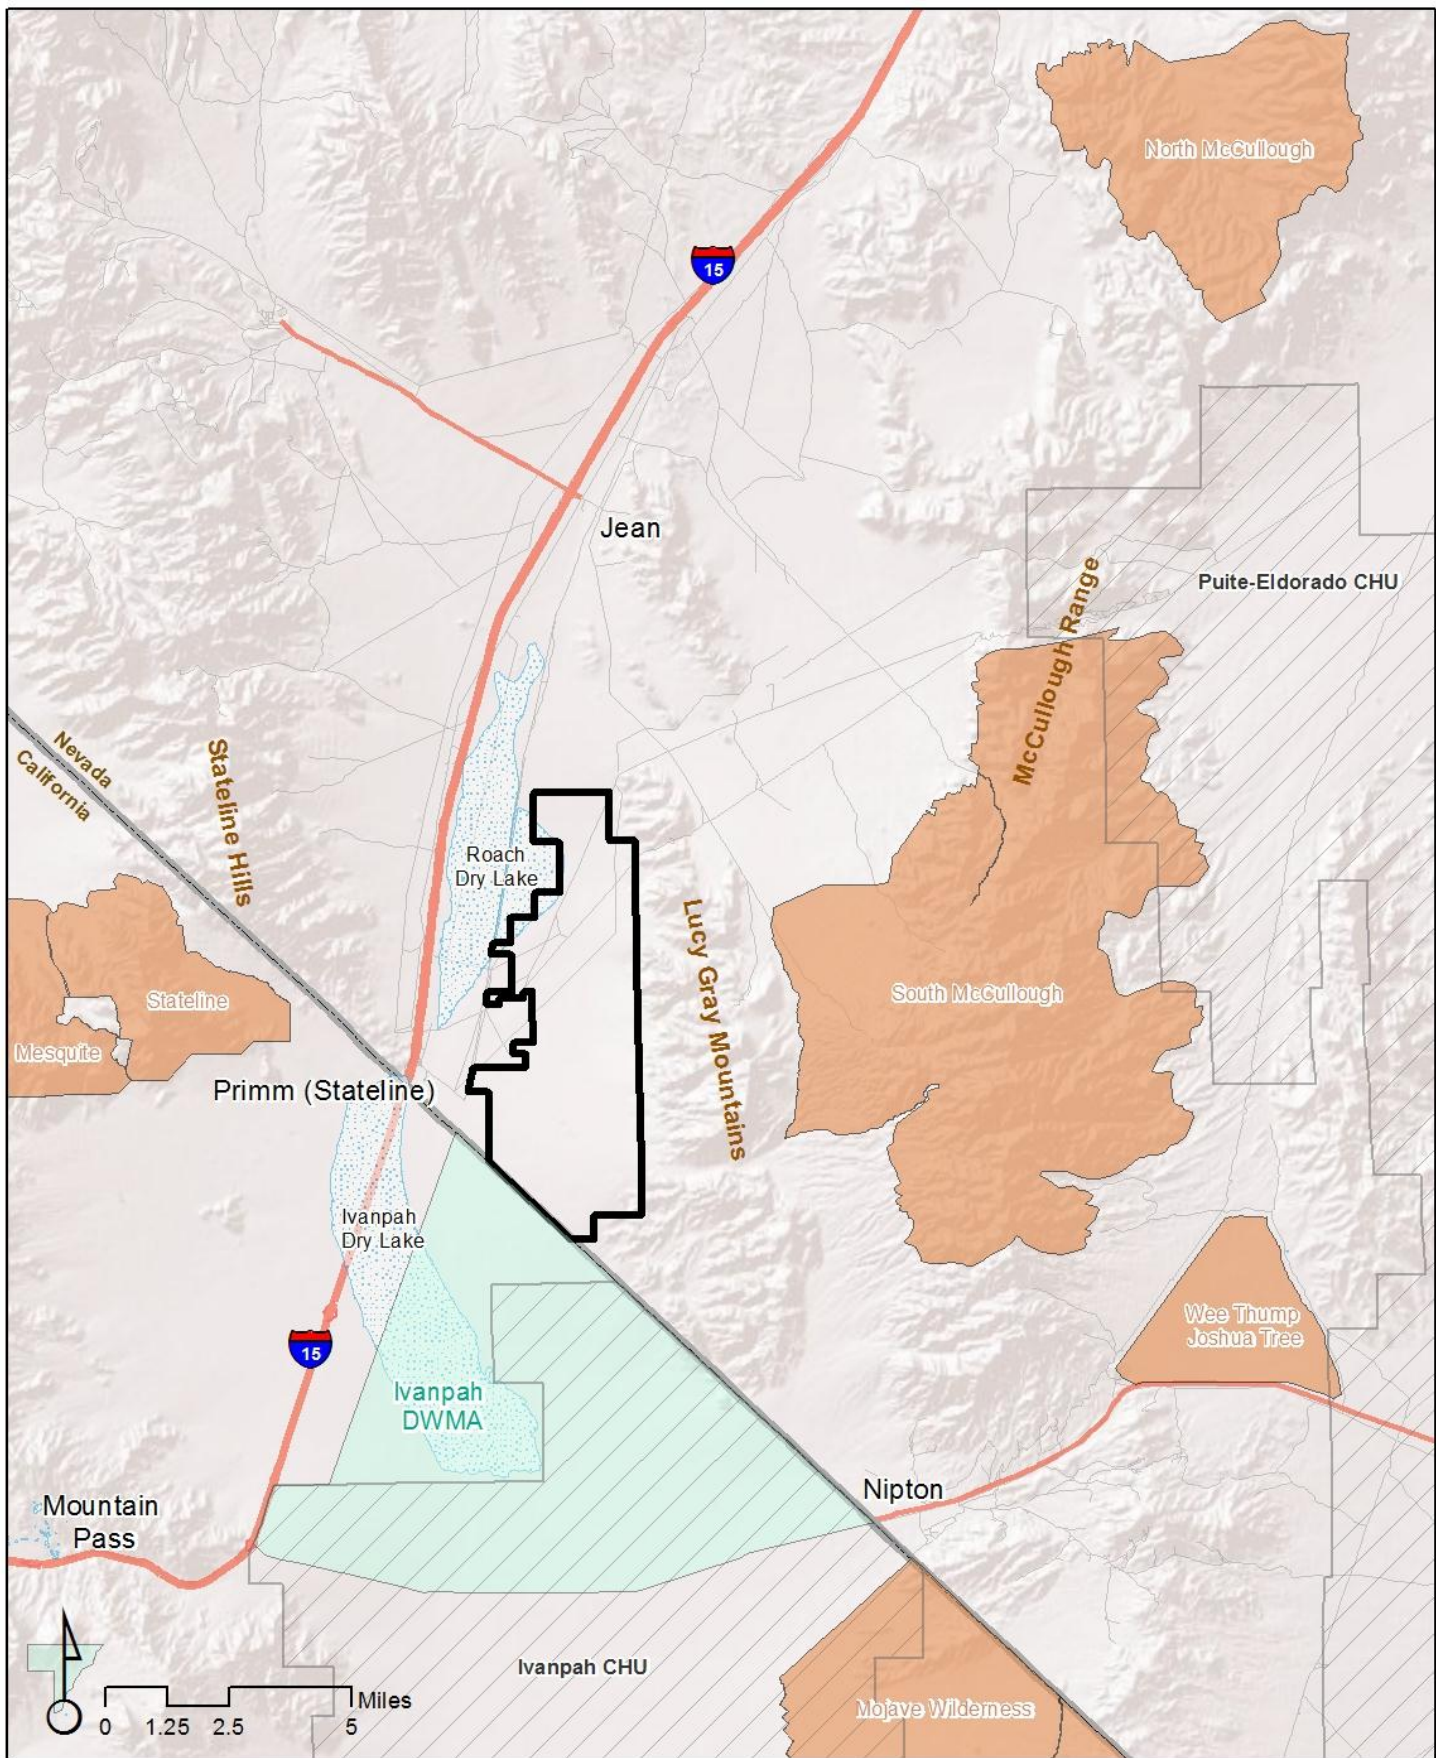 North McCullough
15
Jean
Puite-Eldorado CHU
McCullough Range
Nevada
California
Stateline Hills
Roach
Dry Lake
Lucy Gray Mountains
South McCullough
Stateline
Mesquite
Primm (Stateline)
Ivanpah
Dry Lake
Wee Thump
Joshua Tree
15
Ivanpah
DWMA
Nipton
Mountain
Pass
Ivanpah CHU
Mojave Wilderness
Miles
0 1.25 2.5 5